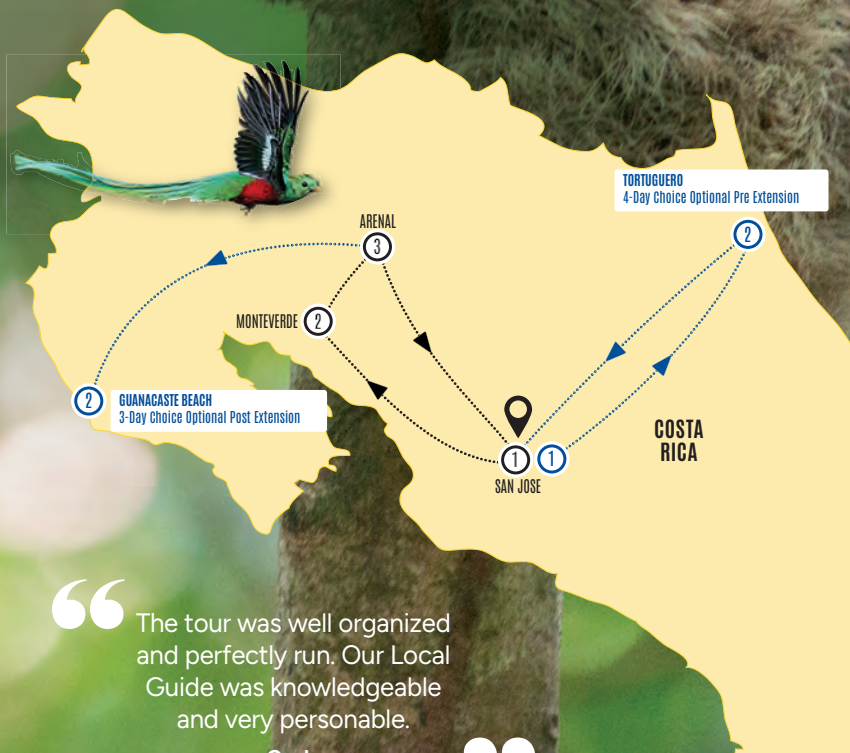 TORTUGUERO
4-Day Choice Optional Pre Extension
2
ARENAL
3
MONTEVERDE 2
2
GUANACASTE BEACH
3-Day Choice Optional Post Extension
COSTA
RICA
1 1
SAN JOSE
“
The tour was well organized
and perfectly run. Our Local
Guide was knowledgeable
and very personable.